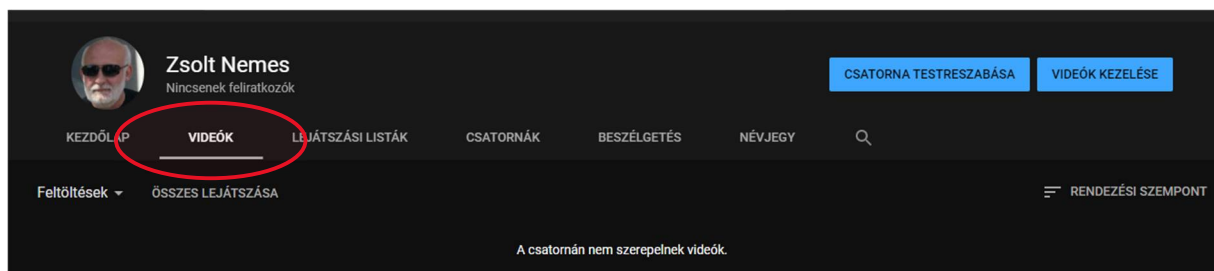 Zsolt Nemes
Nincsenek feliratkozók
CSATORNA TESTRESZABÁSA
VIDEÓK KEZELÉSE
KEZDŐLAP VIDEÓK LEJÁTSZÁSI LISTÁK CSATORNÁK BESZÉLGETÉS NÉVJEGY
Feltöltések ÖSSZES LEJÁTSZÁSA RENDEZÉSI SZEMPONT
A csatornán nem szerepelnek videók.